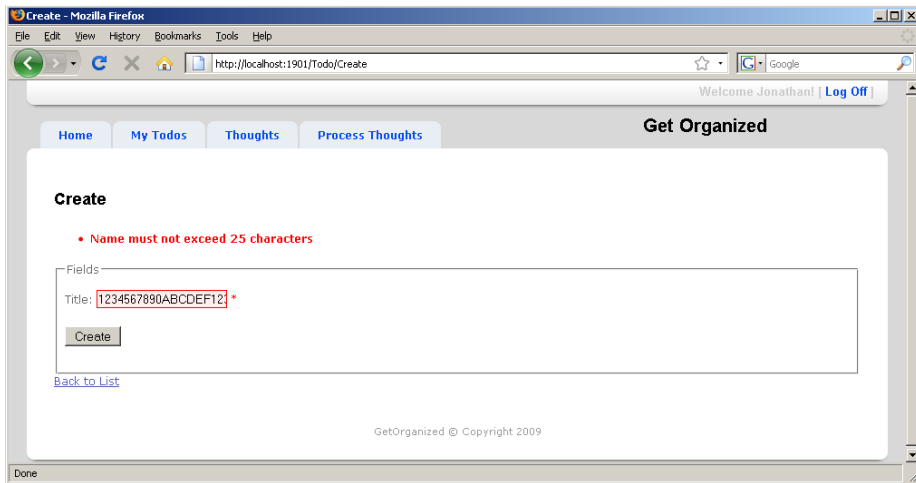 Create - Mozilla Firefox
File Edit View History Bookmarks Tools Help
http://localhost:1901/Todo/Create
Google
Welcome Jonathan! [ Log Off ]
Home My Todos Thoughts Process Thoughts
Get Organized
Create
• Name must not exceed 25 characters
Fields
Title: 1234567890ABCDEF123 *
Create
Back to List
GetOrganized © Copyright 2009
Done